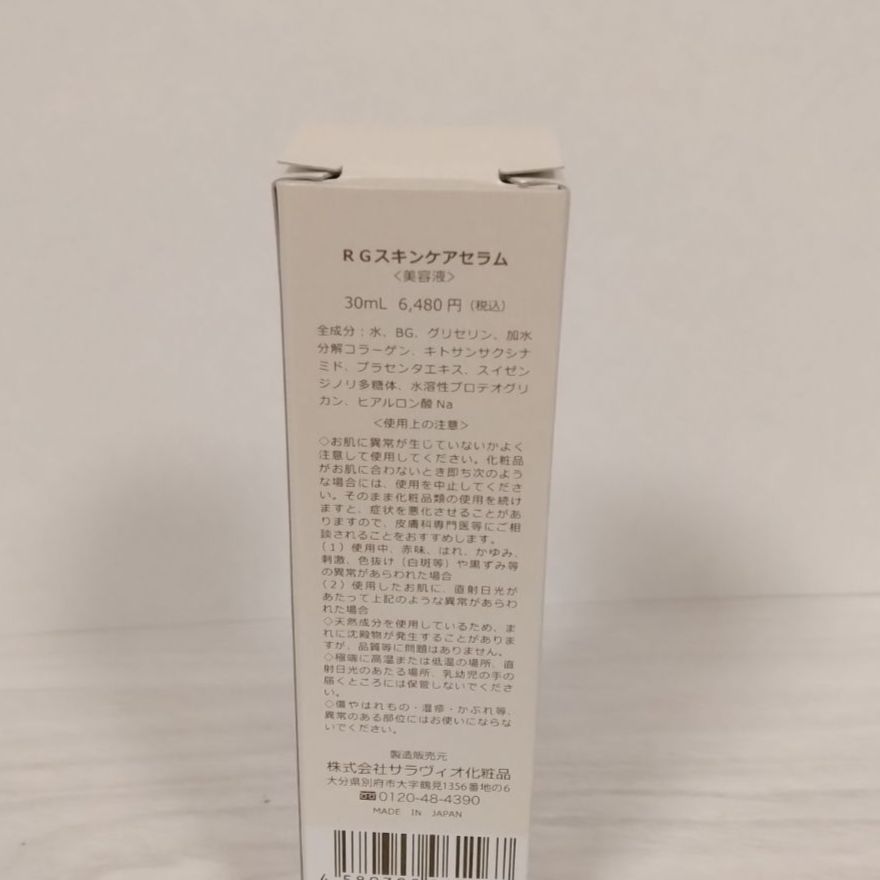 RGスキンケアセラム
<美容液>
30mL 6,480円(税込)
全成分:水、BG、グリセリン、加水
分解コラーゲン、キトサンサクシナ
ミド、プラセンタエキス、スイゼン
ジノリ多糖体、水溶性プロテオグリ
カン、ヒアルロン酸Na
<使用上の注意>
◇お肌に異常が生じていないかよく
注意して使用してください。化粧品
がお肌に合わないとき即ち次のよう
な場合には、使用を中止してくださ
い。そのまま化粧品類の使用を続け
ますと、症状を悪化させることがあ
りますので、皮膚科専門医等にご相
談されることをおすすめします。
(1)使用中、赤味、はれ、かゆみ、
刺激、色抜け(白斑等)や黒ずみ等
の異常があらわれた場合
(2)使用したお肌に、直射日光が
あたって上記のような異常があらわ
れた場合
◇天然成分を使用しているため、ま
れに沈殿物が発生することがありま
すが、品質等に問題はありません。
◇極端に高温または低温の場所、直
射日光のあたる場所、乳幼児の手の
届くところには保管しないでくださ
い。
◇傷やはれもの・湿疹・かぶれ等、
異常のある部位にはお使いにならな
いでください。
製造販売元
株式会社サラヴィオ化粧品
大分県別府市大字鶴見1356番地の6
0120-48-4390
MADE IN JAPAN